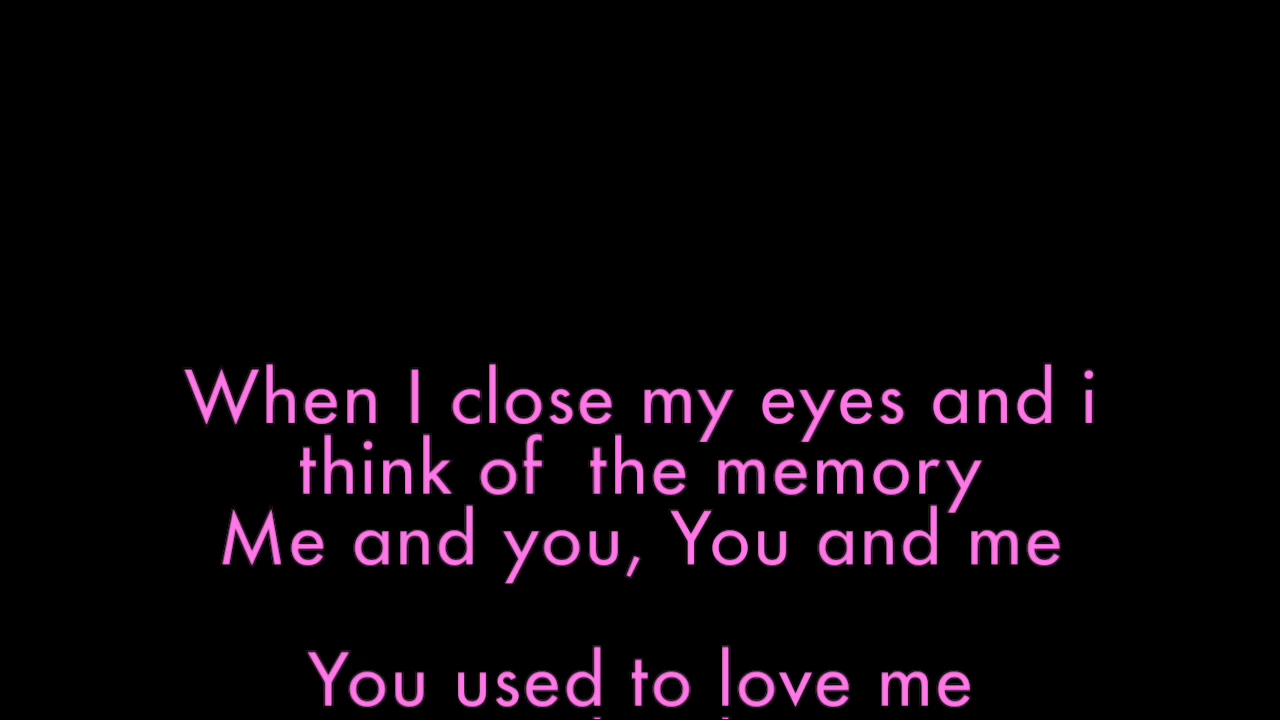 When I close my eyes and i
think of  the memory
Me and you, You and me
You used to love me